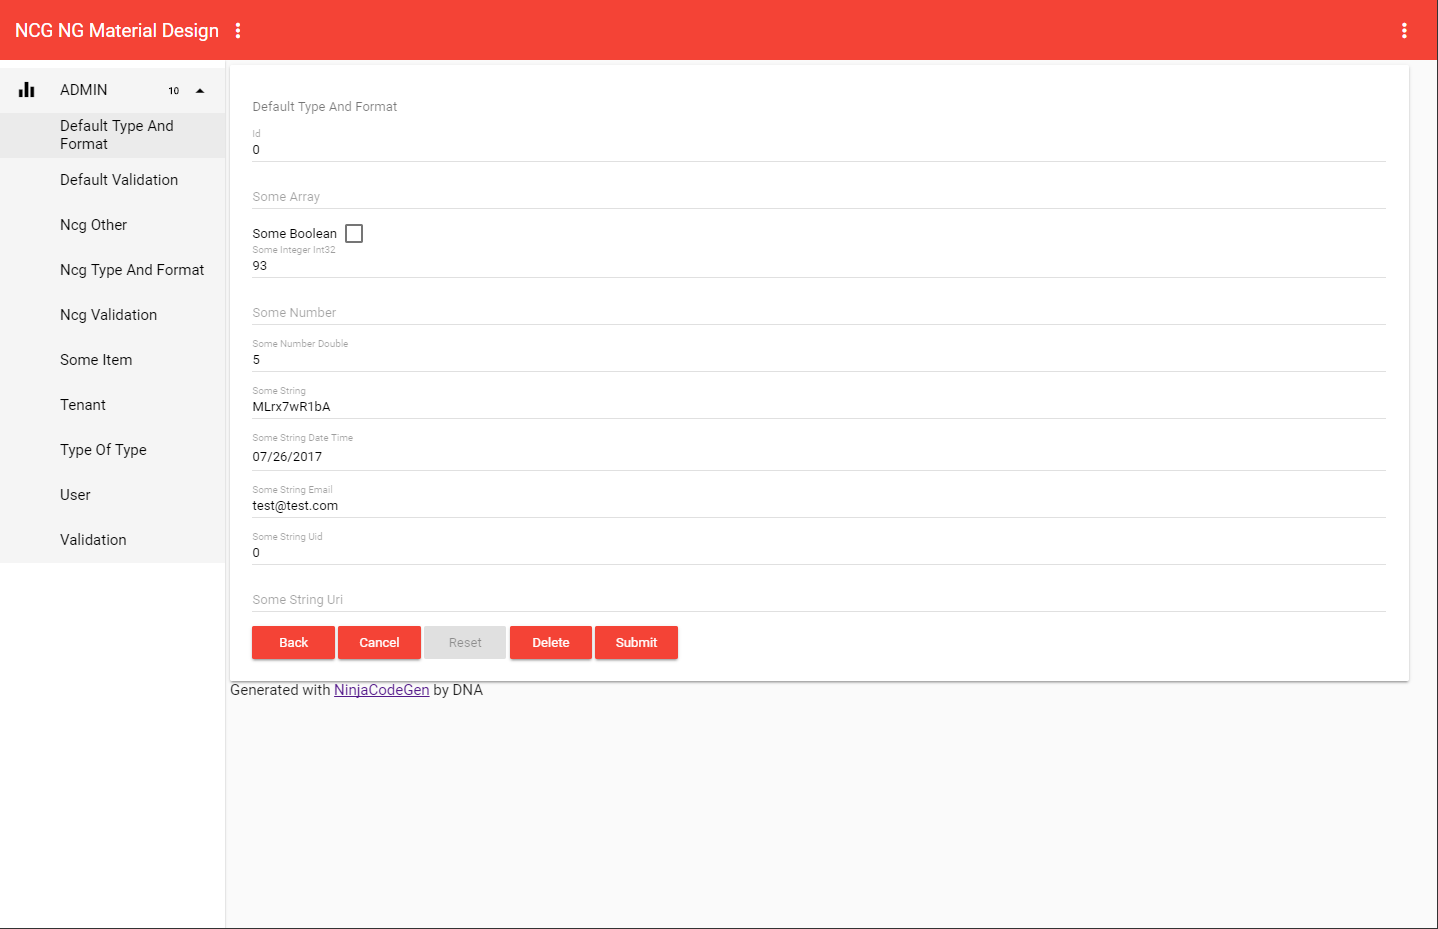 NCG NG Material Design
ADMIN 10
Default Type And
Format
Default Validation
Ncg Other
Ncg Type And Format
Ncg Validation
Some Item
Tenant
Type Of Type
User
Validation
Default Type And Format
Id
0
Some Array
Some Boolean
Some Integer Int32
93
Some Number
Some Number Double
5
Some String
MLrx7wR1bA
Some String Date Time
07/26/2017
Some String Email
test@test.com
Some String Uid
0
Some String Uri
Back Cancel Reset Delete Submit
Generated with NinjaCodeGen by DNA